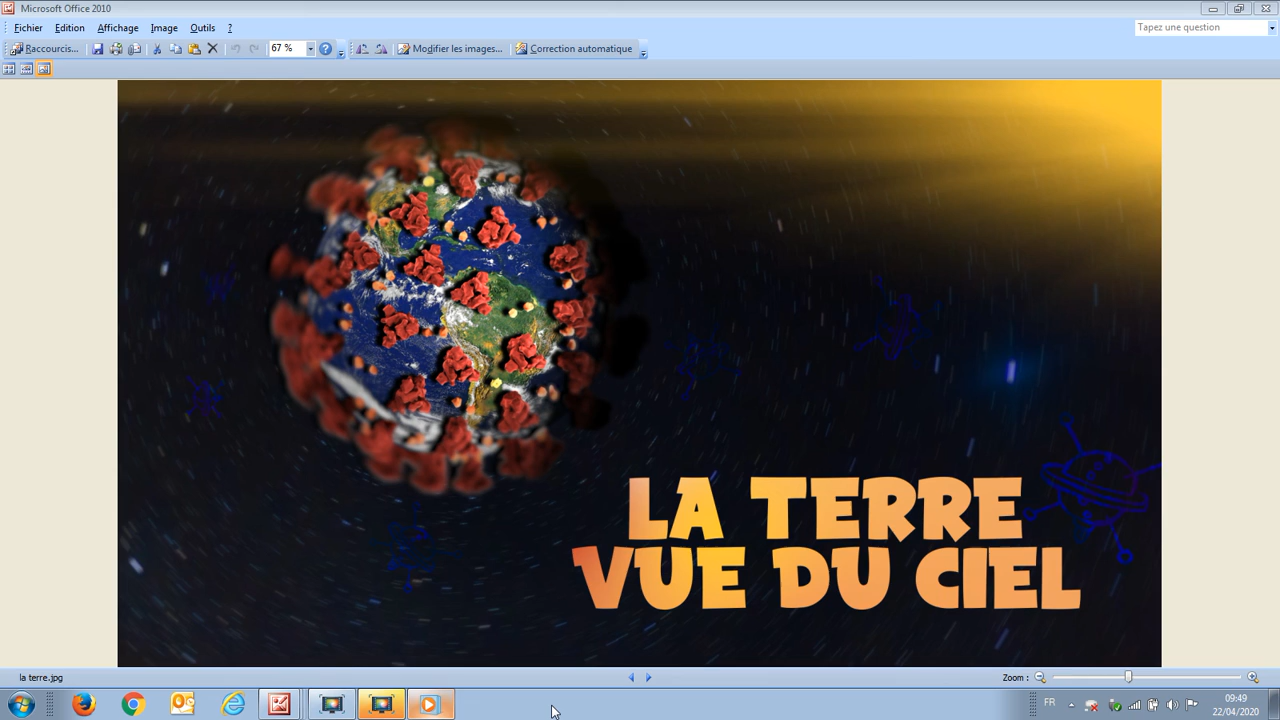 Microsoft Office 2010
Fichier Edition Affichage Image Outils ?
Tapez une question
Raccourcis... 67 % Modifier les images... Correction automatique
LA TERRE
VUE DU CIEL
la terre.jpg
Zoom :
FR
09:49
22/04/2020